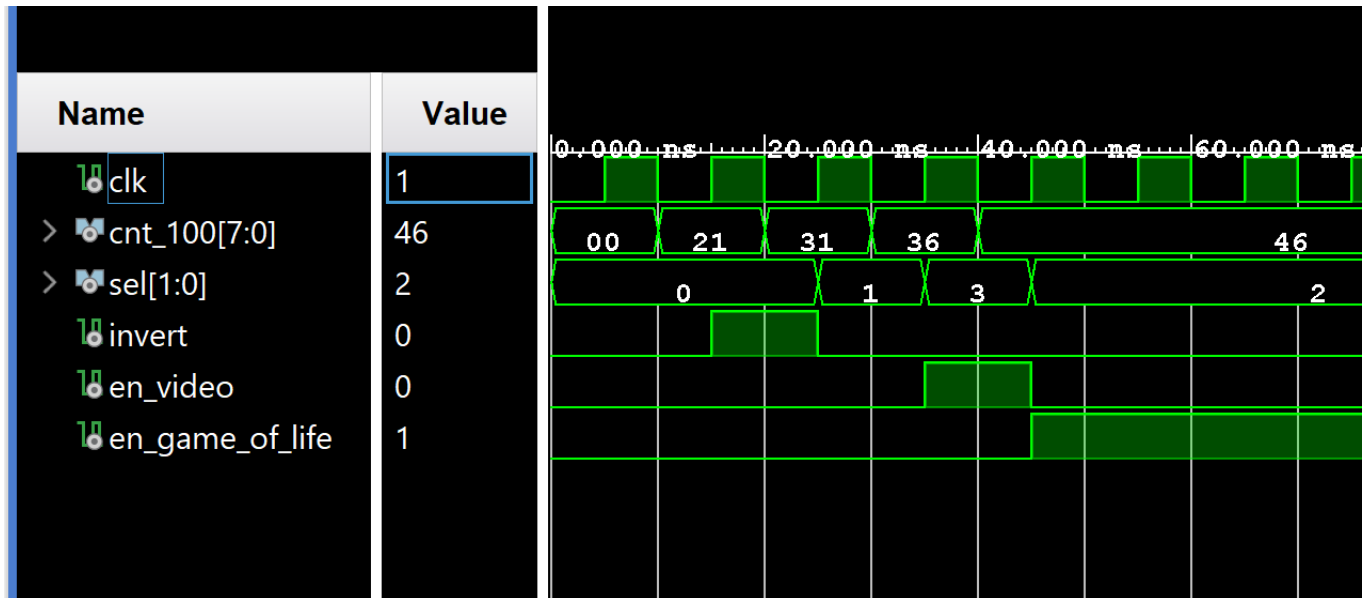 Name Value
0.000 ns 20.000 ns 40.000 ns 60.000 ns
clk 1
cnt_100[7:0] 46 00 21 31 36 46
sel[1:0] 2 0 1 3 2
invert 0
en_video 0
en_game_of_life 1